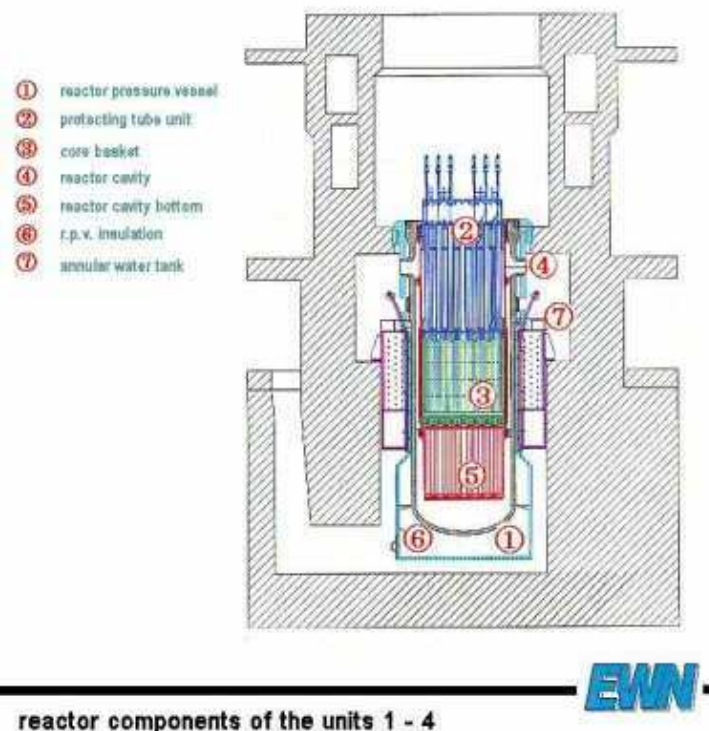 ① reactor pressure vessel
② protecting tube unit
③ core basket
④ reactor cavity
⑤ reactor cavity bottom
⑥ r.p.v. insulation
⑦ annular water tank
②
④
⑦
③
⑤
⑥ ①
EWN
reactor components of the units 1 - 4